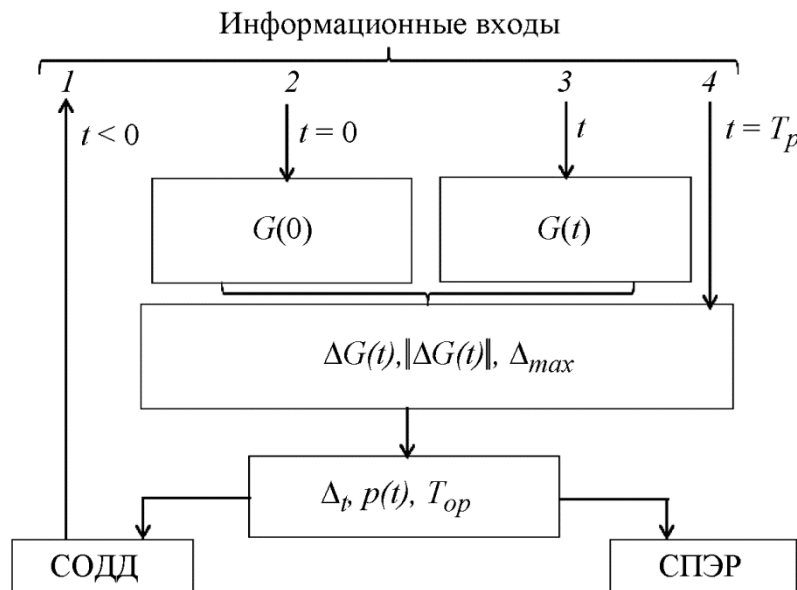 Информационные входы
1 2 3 4
t < 0 t = 0 t t = T_p
G(0) G(t)
ΔG(t),‖ΔG(t)‖, Δ_max
Δ_t, p(t), T_op
СОДД СПЭР